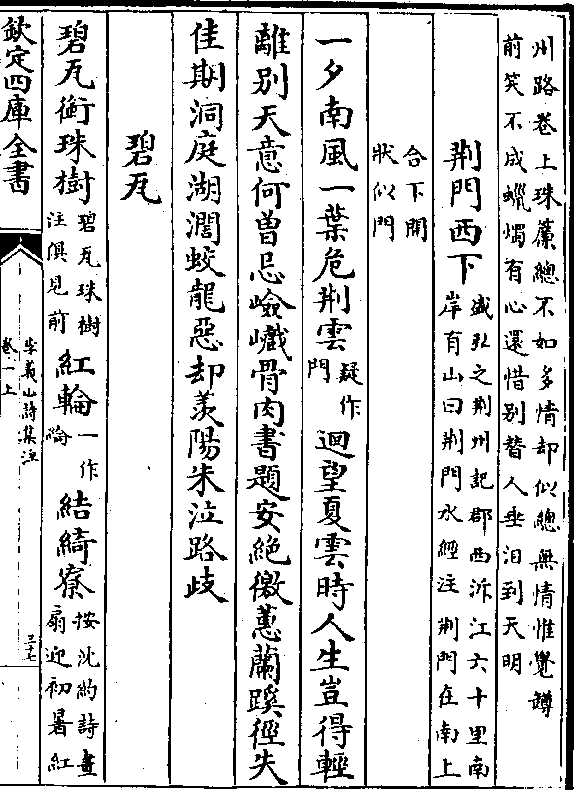 州路卷上珠簾總不如多情却似總無情惟覺罇
前笑不成蠟燭有心還惜别替人垂泪到天明
荆門西下盛弘之荆州記郡西泝江六十里南
岸有山曰荆門水經注荆門在南上
合下開
狀似門
一夕南風一葉危荆雲疑作
門迴望夏雲時人生豈得輕
離别天意何曽忌嶮巇骨肉書題安絶徼蕙蘭蹊徑失
佳期洞庭湖濶蛟龍惡却羡陽朱泣路歧
碧瓦
碧瓦銜珠樹碧瓦珠樹
注俱見前紅輪一作
綸結綺寮按沈約詩畫
扇迎初暑紅
欽定四庫全書
李義山詩集注
卷一上
三十七